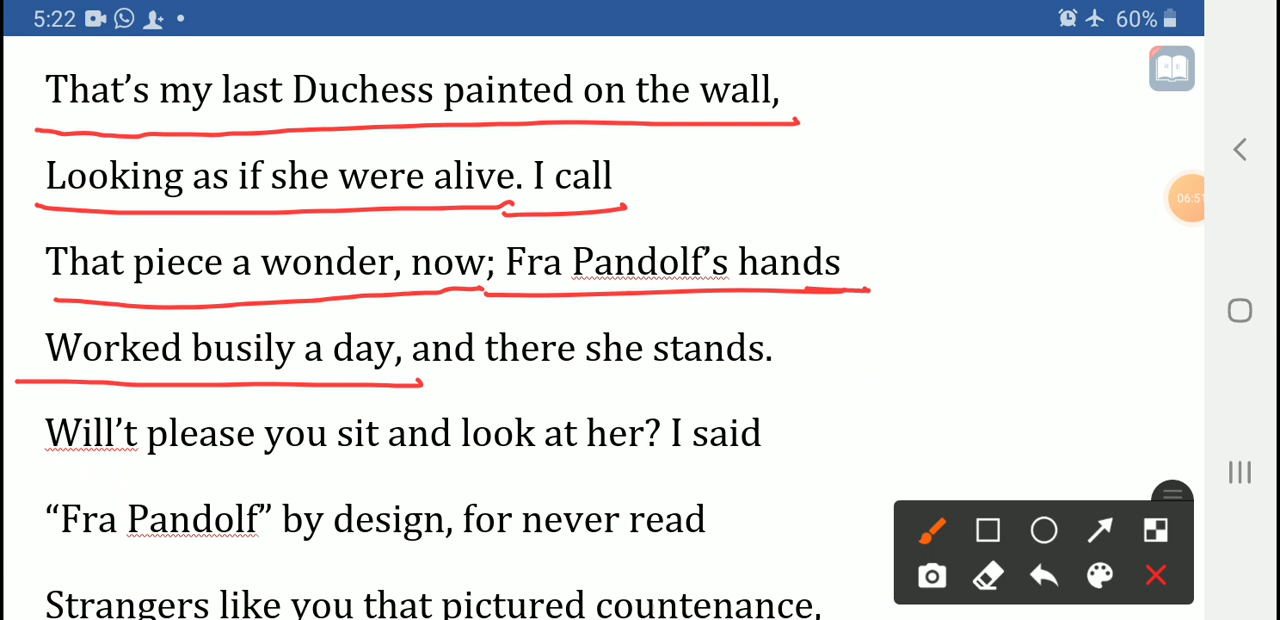 5:22 60%
That's my last Duchess painted on the wall,
Looking as if she were alive. I call
06:51
That piece a wonder, now; Fra Pandolf's hands
Worked busily a day, and there she stands.
Will't please you sit and look at her? I said
“Fra Pandolf” by design, for never read
Strangers like you that pictured countenance,